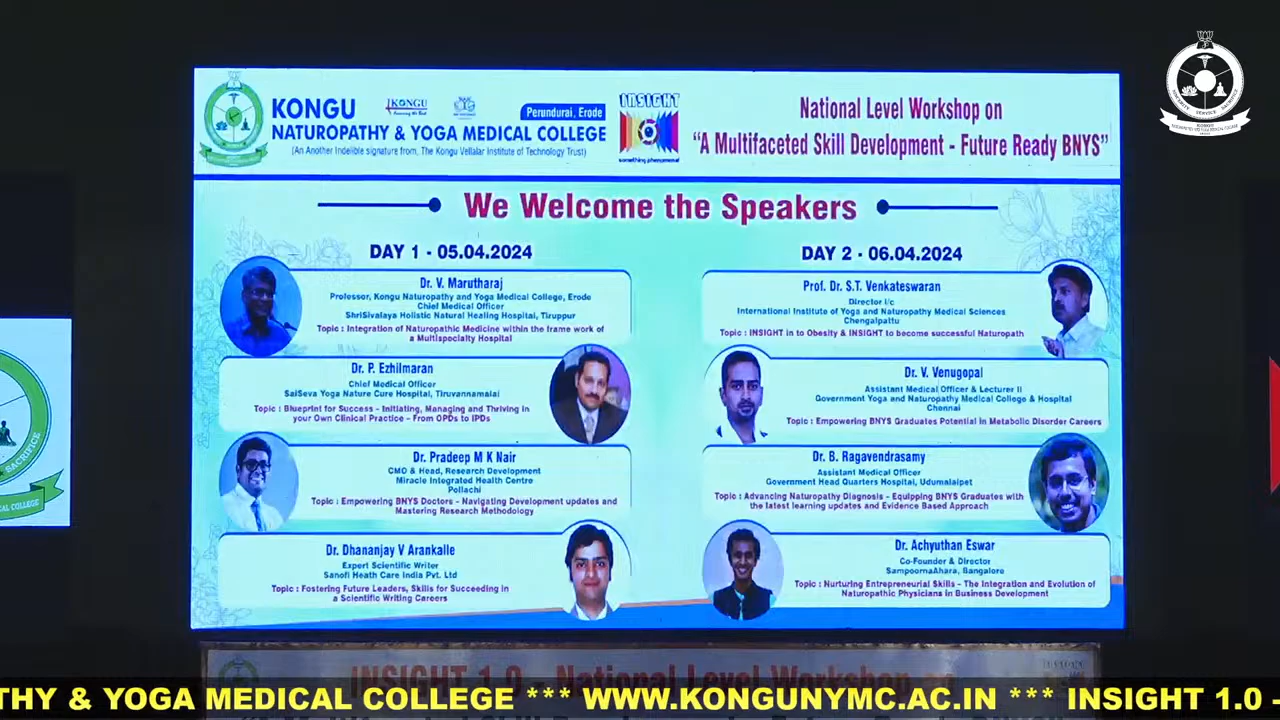 KONGU
KONGU
Perundurai, Erode
NATUROPATHY & YOGA MEDICAL COLLEGE
(An Another Indelible signature from, The Kongu Vellalar Institute of Technology Trust)
INSIGHT
something phenomenal
National Level Workshop on
"A Multifaceted Skill Development - Future Ready BNYS"
We Welcome the Speakers
DAY 1 - 05.04.2024
Dr. V. Marutharaj
Professor, Kongu Naturopathy and Yoga Medical College, Erode
Chief Medical Officer
ShriSivalaya Holistic Natural Healing Hospital, Tiruppur
Topic : Integration of Naturopathic Medicine within the frame work of
a Multispecialty Hospital
Dr. P. Ezhilmaran
Chief Medical Officer
SaiSeva Yoga Nature Cure Hospital, Tiruvannamalai
Topic : Blueprint for Success - Initiating, Managing and Thriving in
your Own Clinical Practice - From OPDs to IPDs
Dr. Pradeep M K Nair
CMO & Head, Research Development
Miracle Integrated Health Centre
Pollachi
Topic : Empowering BNYS Doctors - Navigating Development updates and
Mastering Research Methodology
Dr. Dhananjay V Arankalle
Expert Scientific Writer
Sanofi Heath Care India Pvt. Ltd
Topic : Fostering Future Leaders, Skills for Succeeding in
a Scientific Writing Careers
DAY 2 - 06.04.2024
Prof. Dr. S.T. Venkateswaran
Director i/c
International Institute of Yoga and Naturopathy Medical Sciences
Chengalpattu
Topic : INSIGHT in to Obesity & INSIGHT to become successful Naturopath
Dr. V. Venugopal
Assistant Medical Officer & Lecturer II
Government Yoga and Naturopathy Medical College & Hospital
Chennai
Topic : Empowering BNYS Graduates Potential in Metabolic Disorder Careers
Dr. B. Ragavendrasamy
Assistant Medical Officer
Government Head Quarters Hospital, Udumalaipet
Topic : Advancing Naturopathy Diagnosis - Equipping BNYS Graduates with
the latest learning updates and Evidence Based Approach
Dr. Achyuthan Eswar
Co-Founder & Director
SampoornaAhara, Bangalore
Topic : Nurturing Entrepreneurial Skills - The Integration and Evolution of
Naturopathic Physicians in Business Development
SACRIFICE
INSIGHT 1.0 - National Level Workshop on
THY & YOGA MEDICAL COLLEGE *** WWW.KONGUNYMC.AC.IN *** INSIGHT 1.0 -